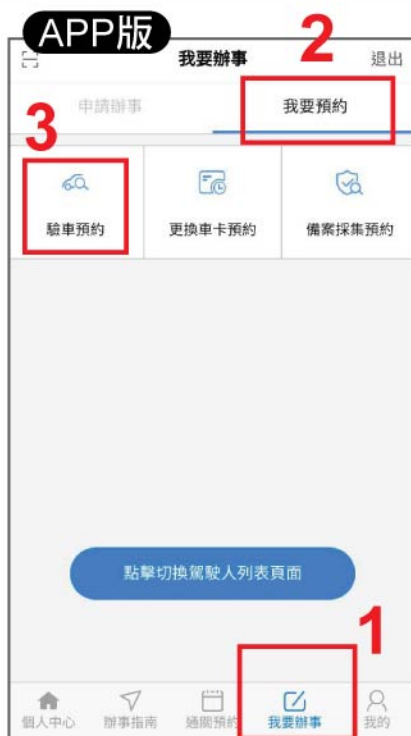 APP版
我要辦事
2
退出
申請辦事
我要預約
3
驗車預約
更換車卡預約
備案採集預約
點擊切換駕駛人列表頁面
1
個人中心
辦事指南
通關預約
我要辦事
我的